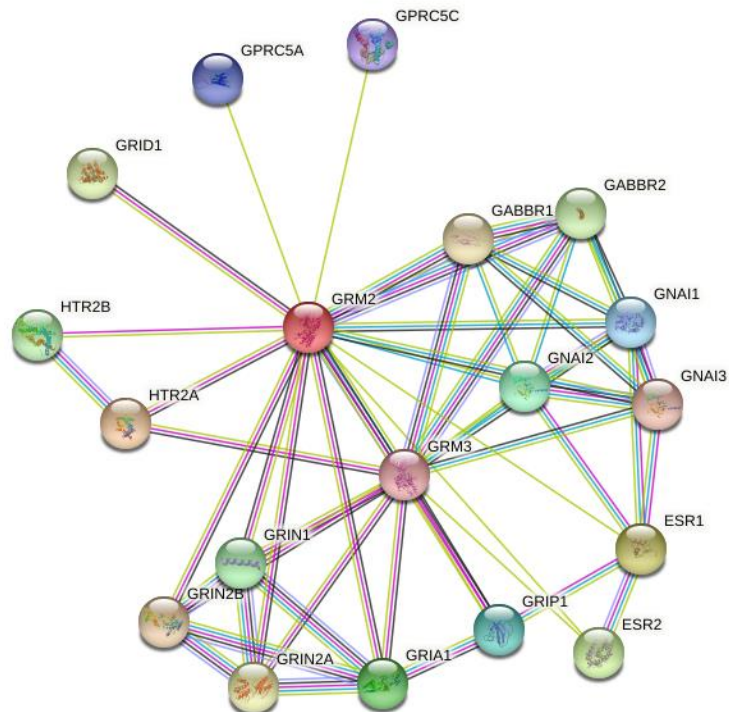 GPRC5C
GPRC5A
GRID1
GABBR2
GABBR1
GRM2
GNAI1
HTR2B
GNAI2
GNAI3
HTR2A
GRM3
ESR1
GRIN1
GRIN2B
GRIP1
ESR2
GRIN2A
GRIA1